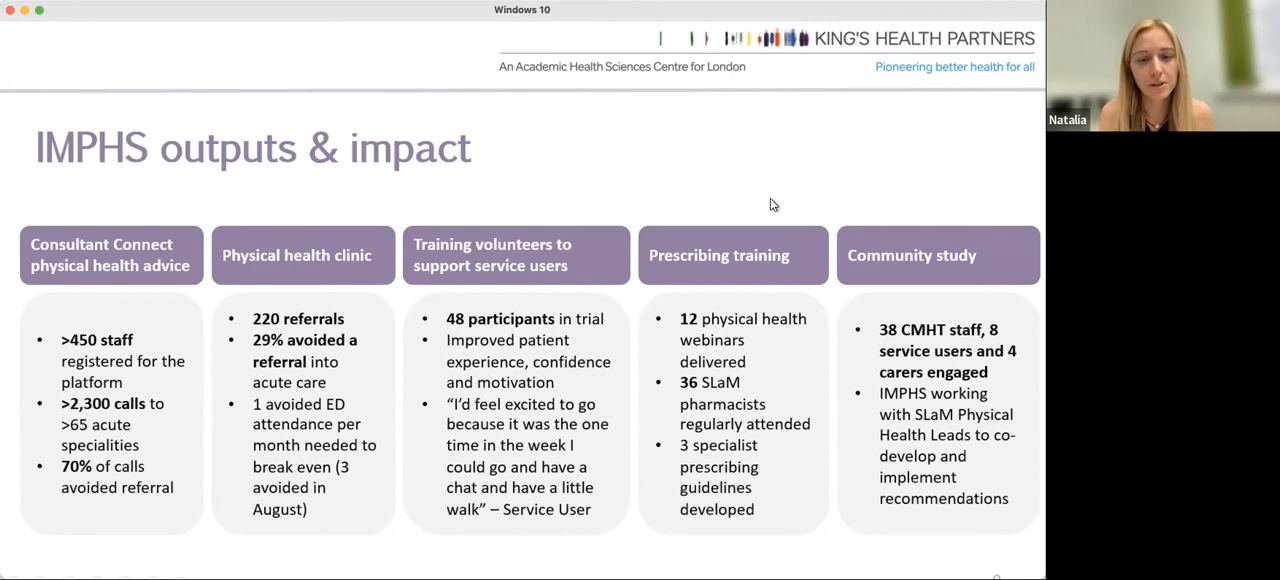 Windows 10
KING'S HEALTH PARTNERS
An Academic Health Sciences Centre for London
Pioneering better health for all
Natalia
IMPHS outputs & impact
Consultant Connect
physical health advice
• >450 staff
registered for the
platform
• >2,300 calls to
>65 acute
specialities
• 70% of calls
avoided referral
Physical health clinic
• 220 referrals
• 29% avoided a
referral into
acute care
• 1 avoided ED
attendance per
month needed to
break even (3
avoided in
August)
Training volunteers to
support service users
• 48 participants in trial
• Improved patient
experience, confidence
and motivation
• “I’d feel excited to go
because it was the one
time in the week I
could go and have a
chat and have a little
walk” – Service User
Prescribing training
• 12 physical health
webinars
delivered
• 36 SLaM
pharmacists
regularly attended
• 3 specialist
prescribing
guidelines
developed
Community study
• 38 CMHT staff, 8
service users and 4
carers engaged
• IMPHS working
with SLaM Physical
Health Leads to co-
develop and
implement
recommendations